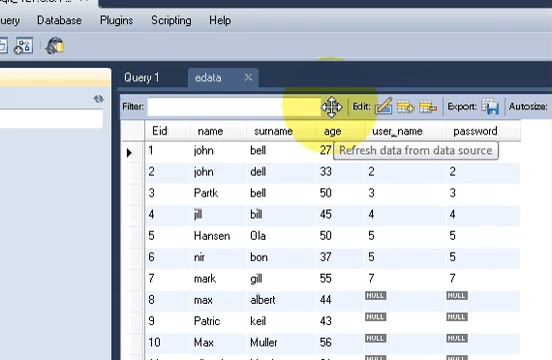 uery Database Plugins Scripting Help
Query 1 edata
Filter: Edit: Export: Autosize:
Eid name surname age user_name password
1 john bell 27
Refresh data from data source
2 john dell 33 2 2
3 Partk bell 50 3 3
4 jill bill 45 4 4
5 Hansen Ola 50 5 5
6 nir bon 37 5 5
7 mark gill 55 7 7
8 max albert 44 NULL NULL
9 Patric keil 43 NULL NULL
10 Max Muller 56 NULL NULL